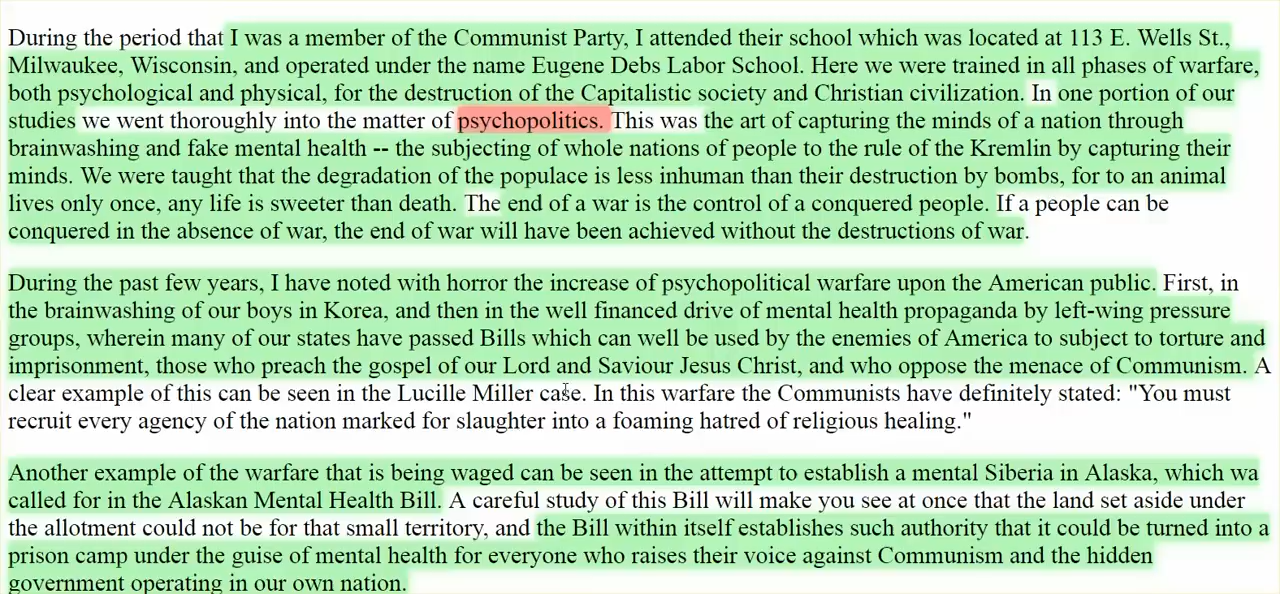 During the period that I was a member of the Communist Party, I attended their school which was located at 113 E. Wells St.,
Milwaukee, Wisconsin, and operated under the name Eugene Debs Labor School. Here we were trained in all phases of warfare,
both psychological and physical, for the destruction of the Capitalistic society and Christian civilization. In one portion of our
studies we went thoroughly into the matter of psychopolitics. This was the art of capturing the minds of a nation through
brainwashing and fake mental health -- the subjecting of whole nations of people to the rule of the Kremlin by capturing their
minds. We were taught that the degradation of the populace is less inhuman than their destruction by bombs, for to an animal
lives only once, any life is sweeter than death. The end of a war is the control of a conquered people. If a people can be
conquered in the absence of war, the end of war will have been achieved without the destructions of war.
During the past few years, I have noted with horror the increase of psychopolitical warfare upon the American public. First, in
the brainwashing of our boys in Korea, and then in the well financed drive of mental health propaganda by left-wing pressure
groups, wherein many of our states have passed Bills which can well be used by the enemies of America to subject to torture and
imprisonment, those who preach the gospel of our Lord and Saviour Jesus Christ, and who oppose the menace of Communism. A
clear example of this can be seen in the Lucille Miller case. In this warfare the Communists have definitely stated: "You must
recruit every agency of the nation marked for slaughter into a foaming hatred of religious healing."
Another example of the warfare that is being waged can be seen in the attempt to establish a mental Siberia in Alaska, which wa
called for in the Alaskan Mental Health Bill. A careful study of this Bill will make you see at once that the land set aside under
the allotment could not be for that small territory, and the Bill within itself establishes such authority that it could be turned into a
prison camp under the guise of mental health for everyone who raises their voice against Communism and the hidden
government operating in our own nation.